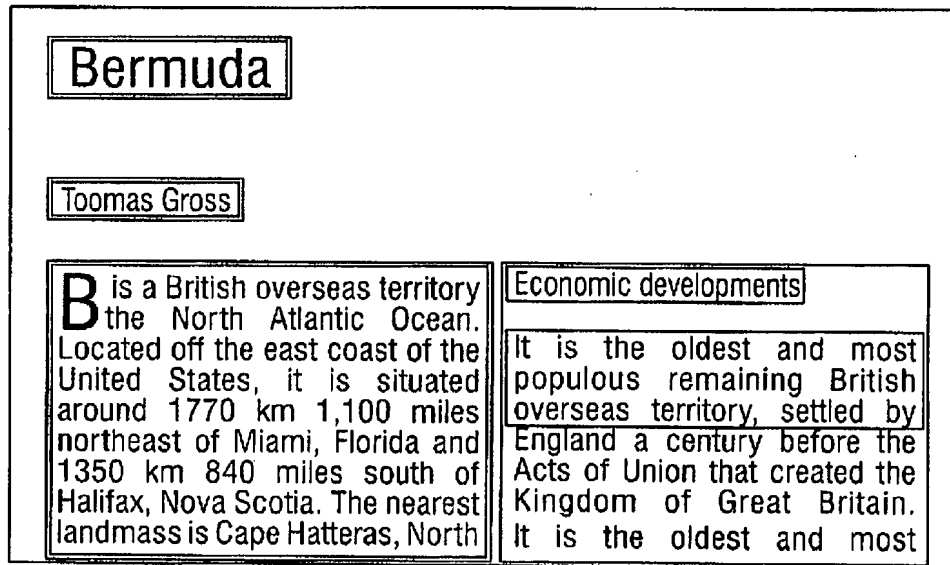 Bermuda
Toomas Gross
B is a British overseas territory
the North Atlantic Ocean.
Located off the east coast of the
United States, it is situated
around 1770 km 1,100 miles
northeast of Miami, Florida and
1350 km 840 miles south of
Halifax, Nova Scotia. The nearest
landmass is Cape Hatteras, North
Economic developments
It is the oldest and most
populous remaining British
overseas territory, settled by
England a century before the
Acts of Union that created the
Kingdom of Great Britain.
It is the oldest and most